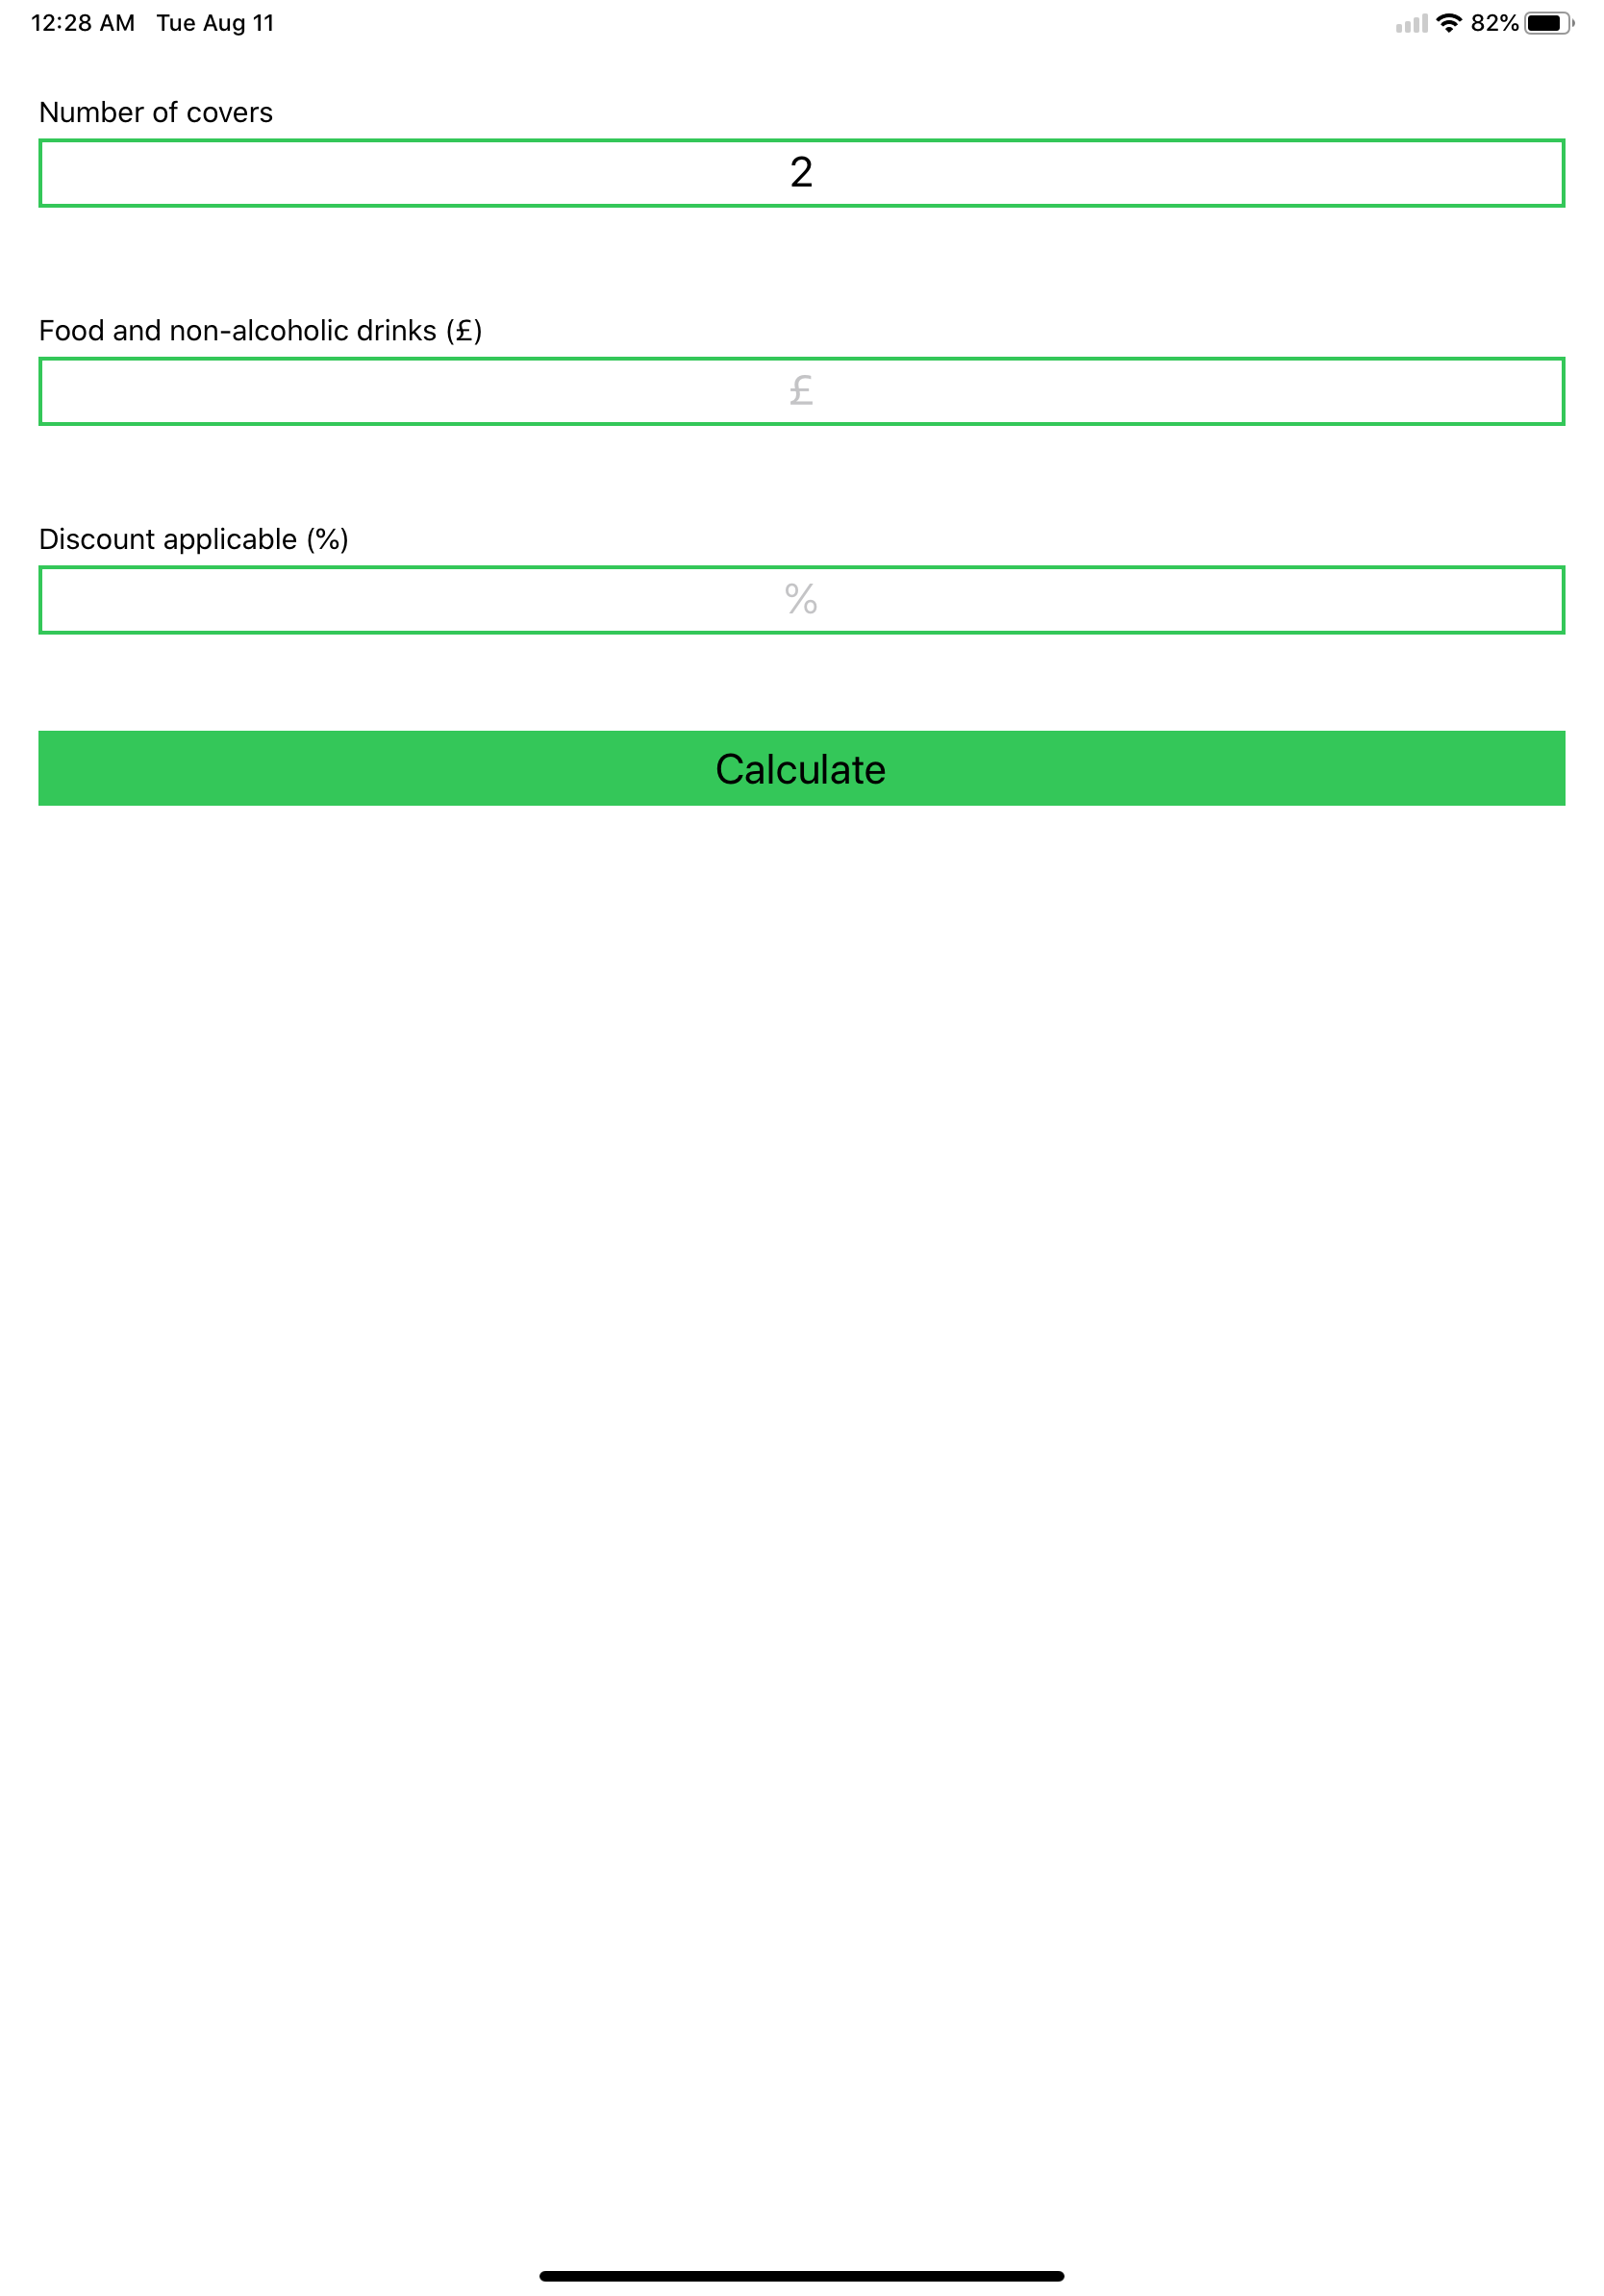 12:28 AM Tue Aug 11 82%
Number of covers
2
Food and non-alcoholic drinks (£)
£
Discount applicable (%)
%
Calculate